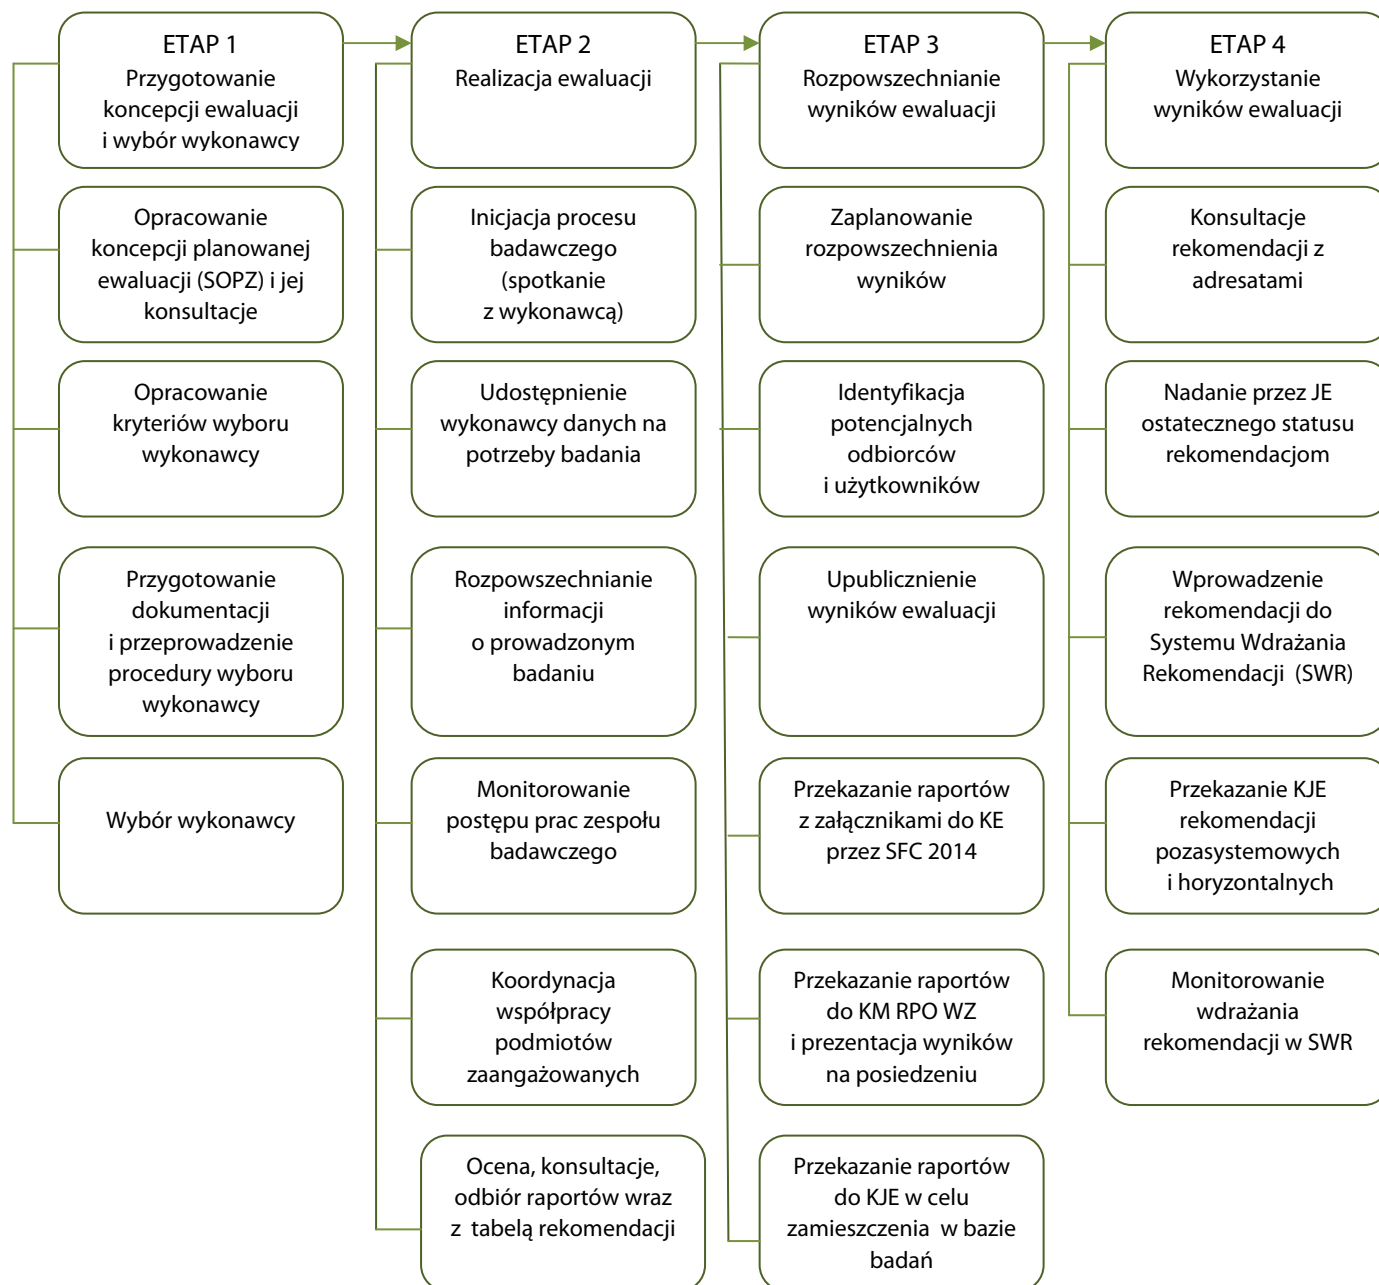 ETAP 1
Przygotowanie
koncepcji ewaluacji
i wybór wykonawcy
Opracowanie
koncepcji planowanej
ewaluacji (SOPZ) i jej
konsultacje
Opracowanie
kryteriów wyboru
wykonawcy
Przygotowanie
dokumentacji
i przeprowadzenie
procedury wyboru
wykonawcy
Wybór wykonawcy
ETAP 2
Realizacja ewaluacji
Inicjacja procesu
badawczego
(spotkanie
z wykonawcą)
Udostępnienie
wykonawcy danych na
potrzeby badania
Rozpowszechnianie
informacji
o prowadzonym
badaniu
Monitorowanie
postępu prac zespołu
badawczego
Koordynacja
współpracy
podmiotów
zaangażowanych
Ocena, konsultacje,
odbiór raportów wraz
z tabelą rekomendacji
ETAP 3
Rozpowszechnianie
wyników ewaluacji
Zaplanowanie
rozpowszechnienia
wyników
Identyfikacja
potencjalnych
odbiorców
i użytkowników
Upublicznienie
wyników ewaluacji
Przekazanie raportów
z załącznikami do KE
przez SFC 2014
Przekazanie raportów
do KM RPO WZ
i prezentacja wyników
na posiedzeniu
Przekazanie raportów
do KJE w celu
zamieszczenia w bazie
badań
ETAP 4
Wykorzystanie
wyników ewaluacji
Konsultacje
rekomendacji z
adresatami
Nadanie przez JE
ostatecznego statusu
rekomendacjom
Wprowadzenie
rekomendacji do
Systemu Wdrażania
Rekomendacji (SWR)
Przekazanie KJE
rekomendacji
pozasystemowych
i horyzontalnych
Monitorowanie
wdrażania
rekomendacji w SWR